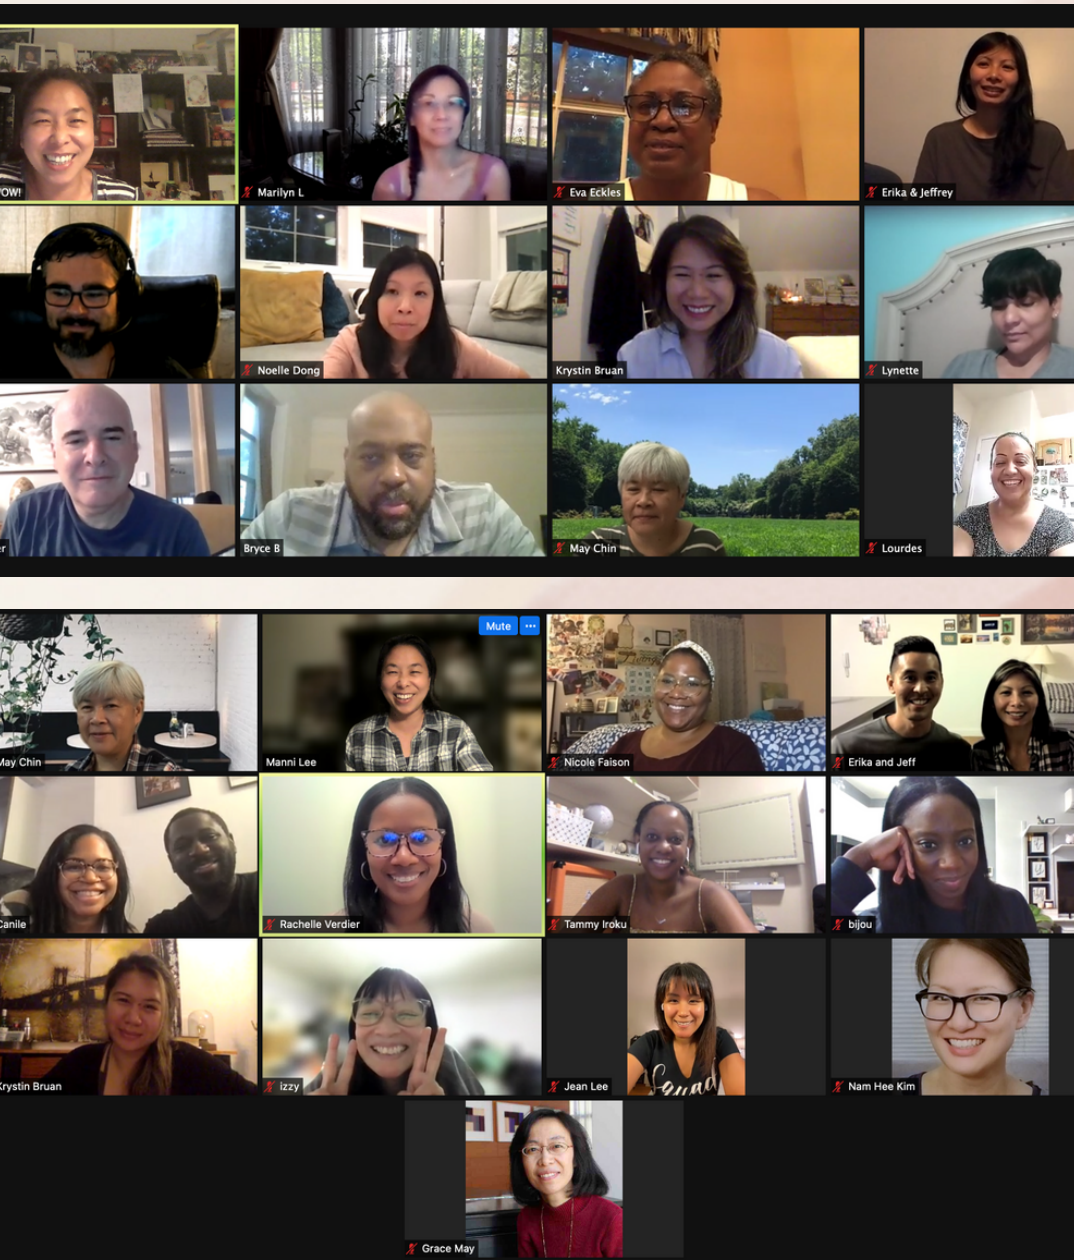 OW!
Marilyn L
Eva Eckles
Erika & Jeffrey
Noelle Dong
Krystin Bruan
Lynette
er
Bryce B
May Chin
Lourdes
May Chin
Mute
Manni Lee
Nicole Faison
Erika and Jeff
Canile
Rachelle Verdier
Tammy Iroku
bijou
Krystin Bruan
izzy
Jean Lee
Nam Hee Kim
Grace May